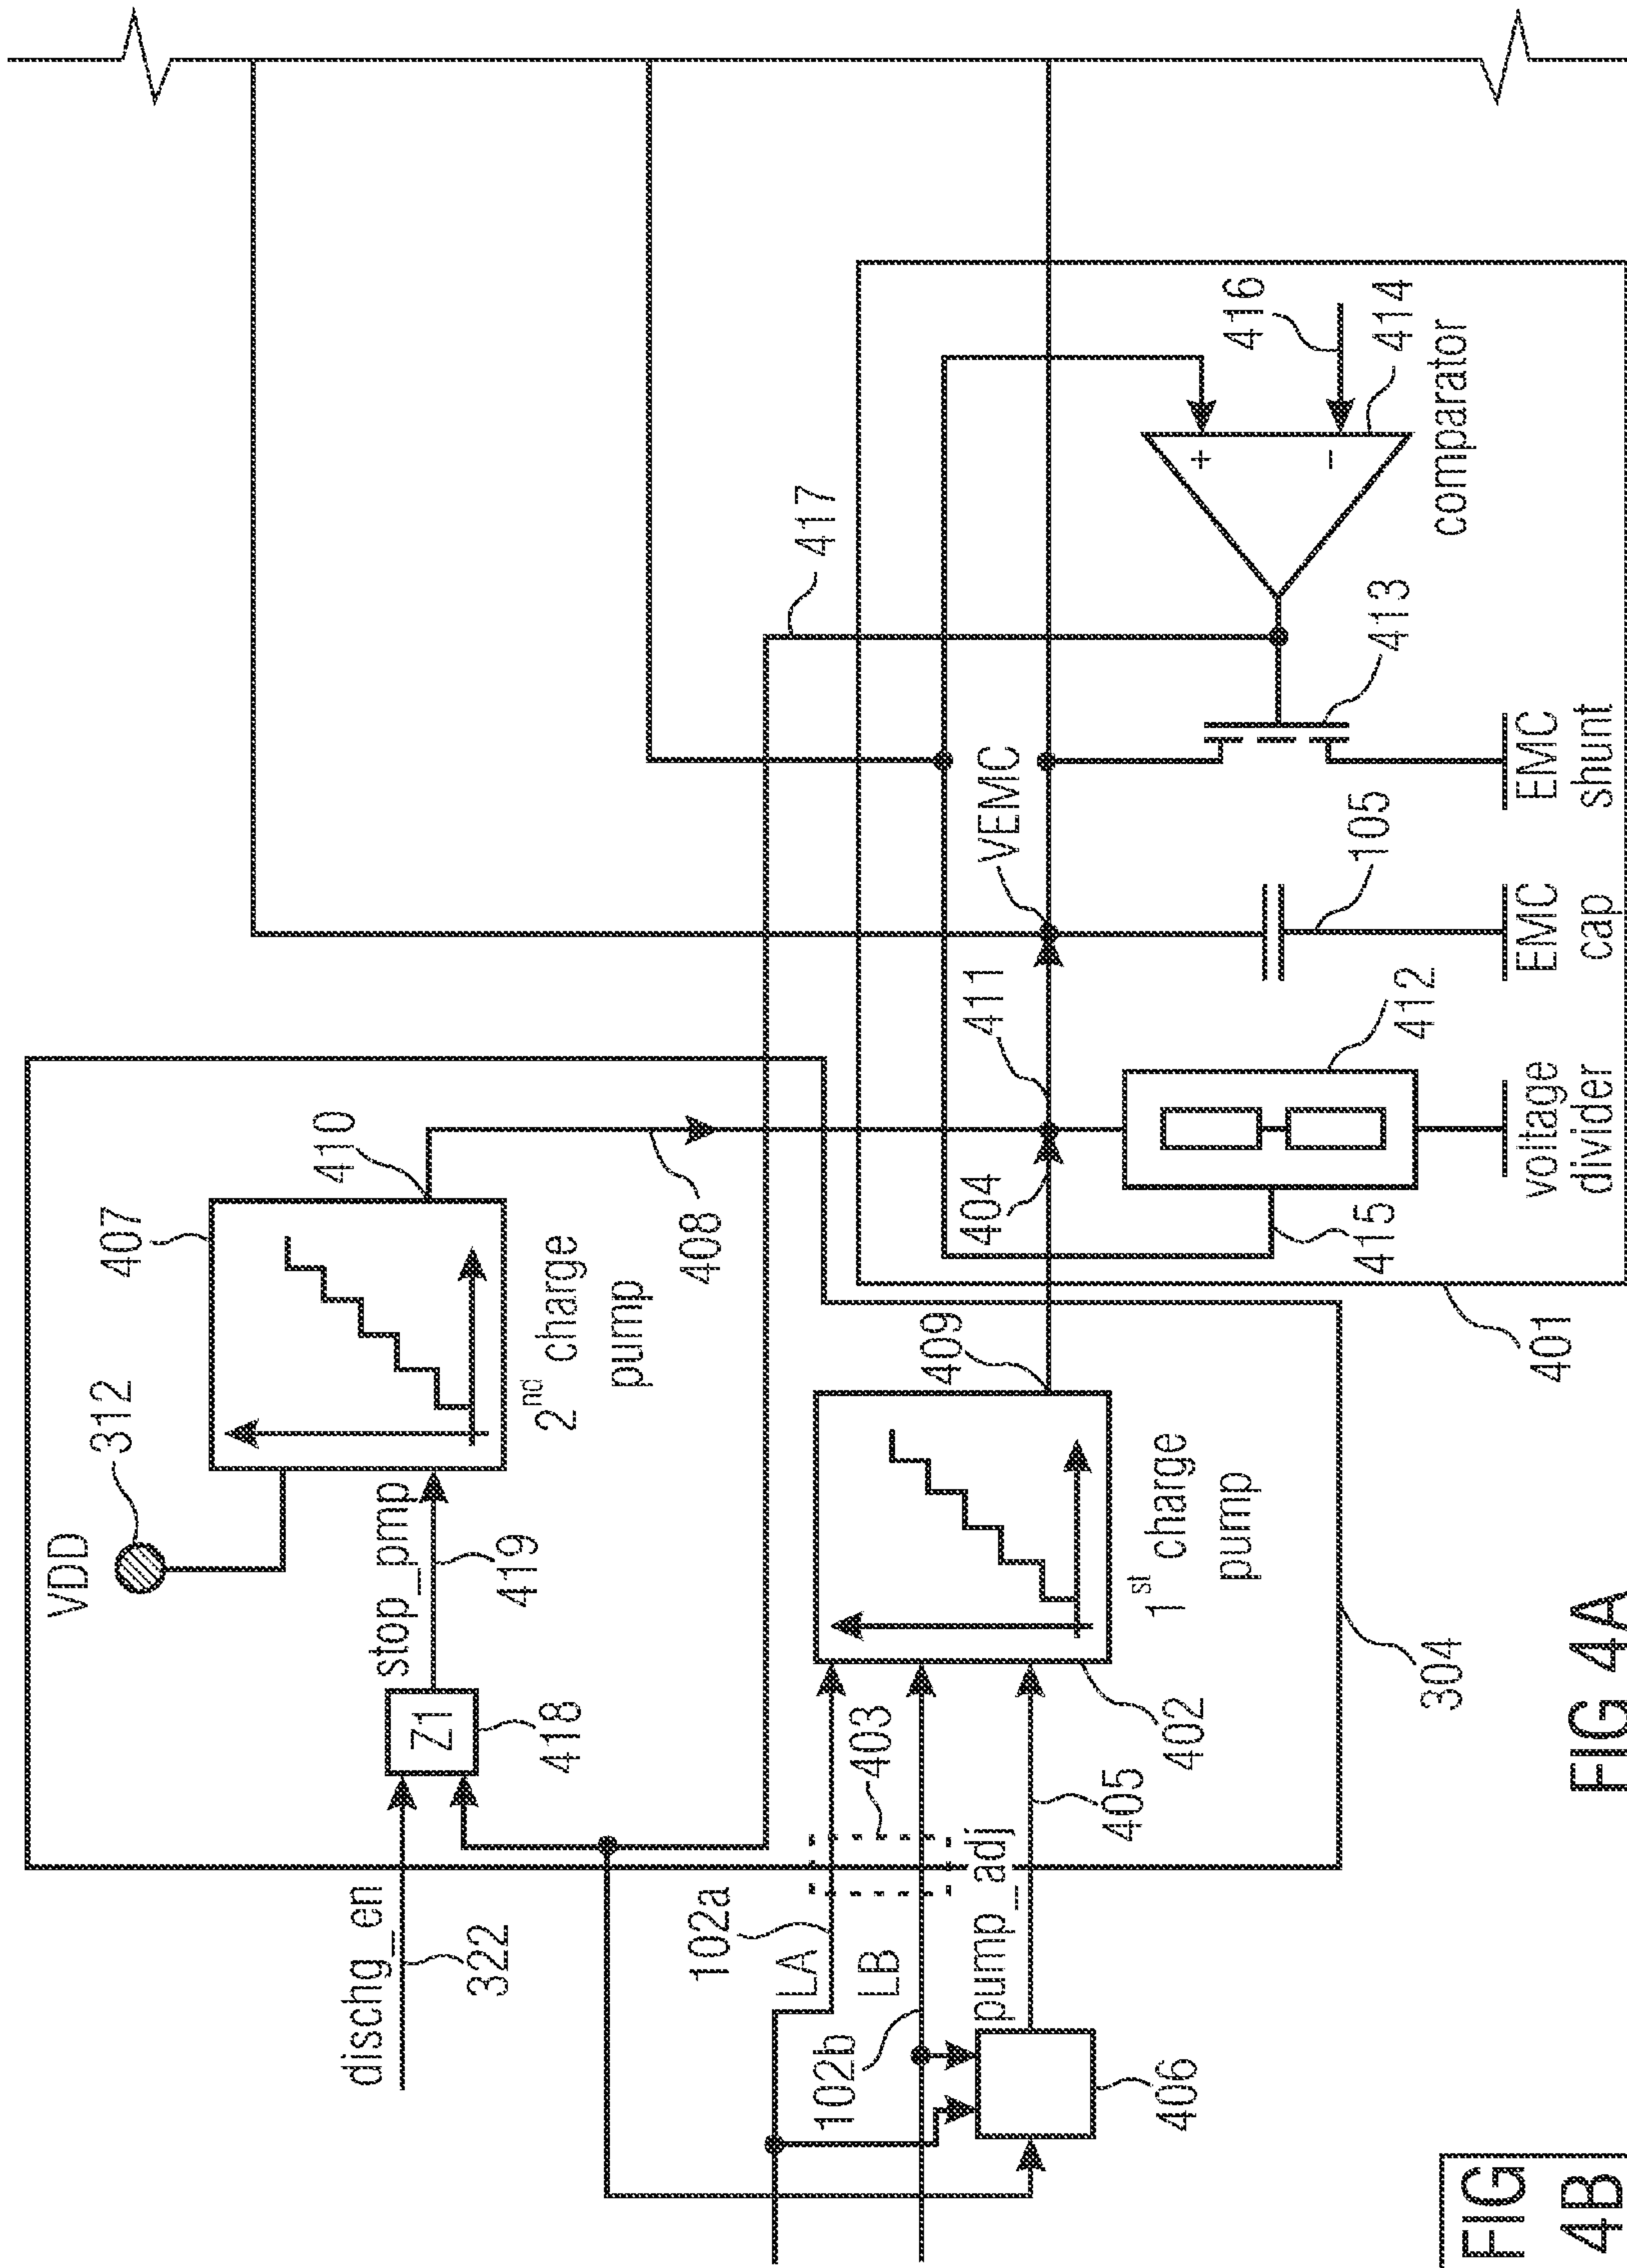 VDD
312
407
410
2nd charge
pump
408
stop_pmp
419
Z1
418
dischg_en
322
417
102a
LA
403
LB
102b
pump_adj
405
406
402
1st charge
pump
409
304
404
411
VEMC
416
414
comparator
413
105
412
415
401
voltage
divider
EMC
cap
EMC
shunt
FIG 4A
FIG
4B